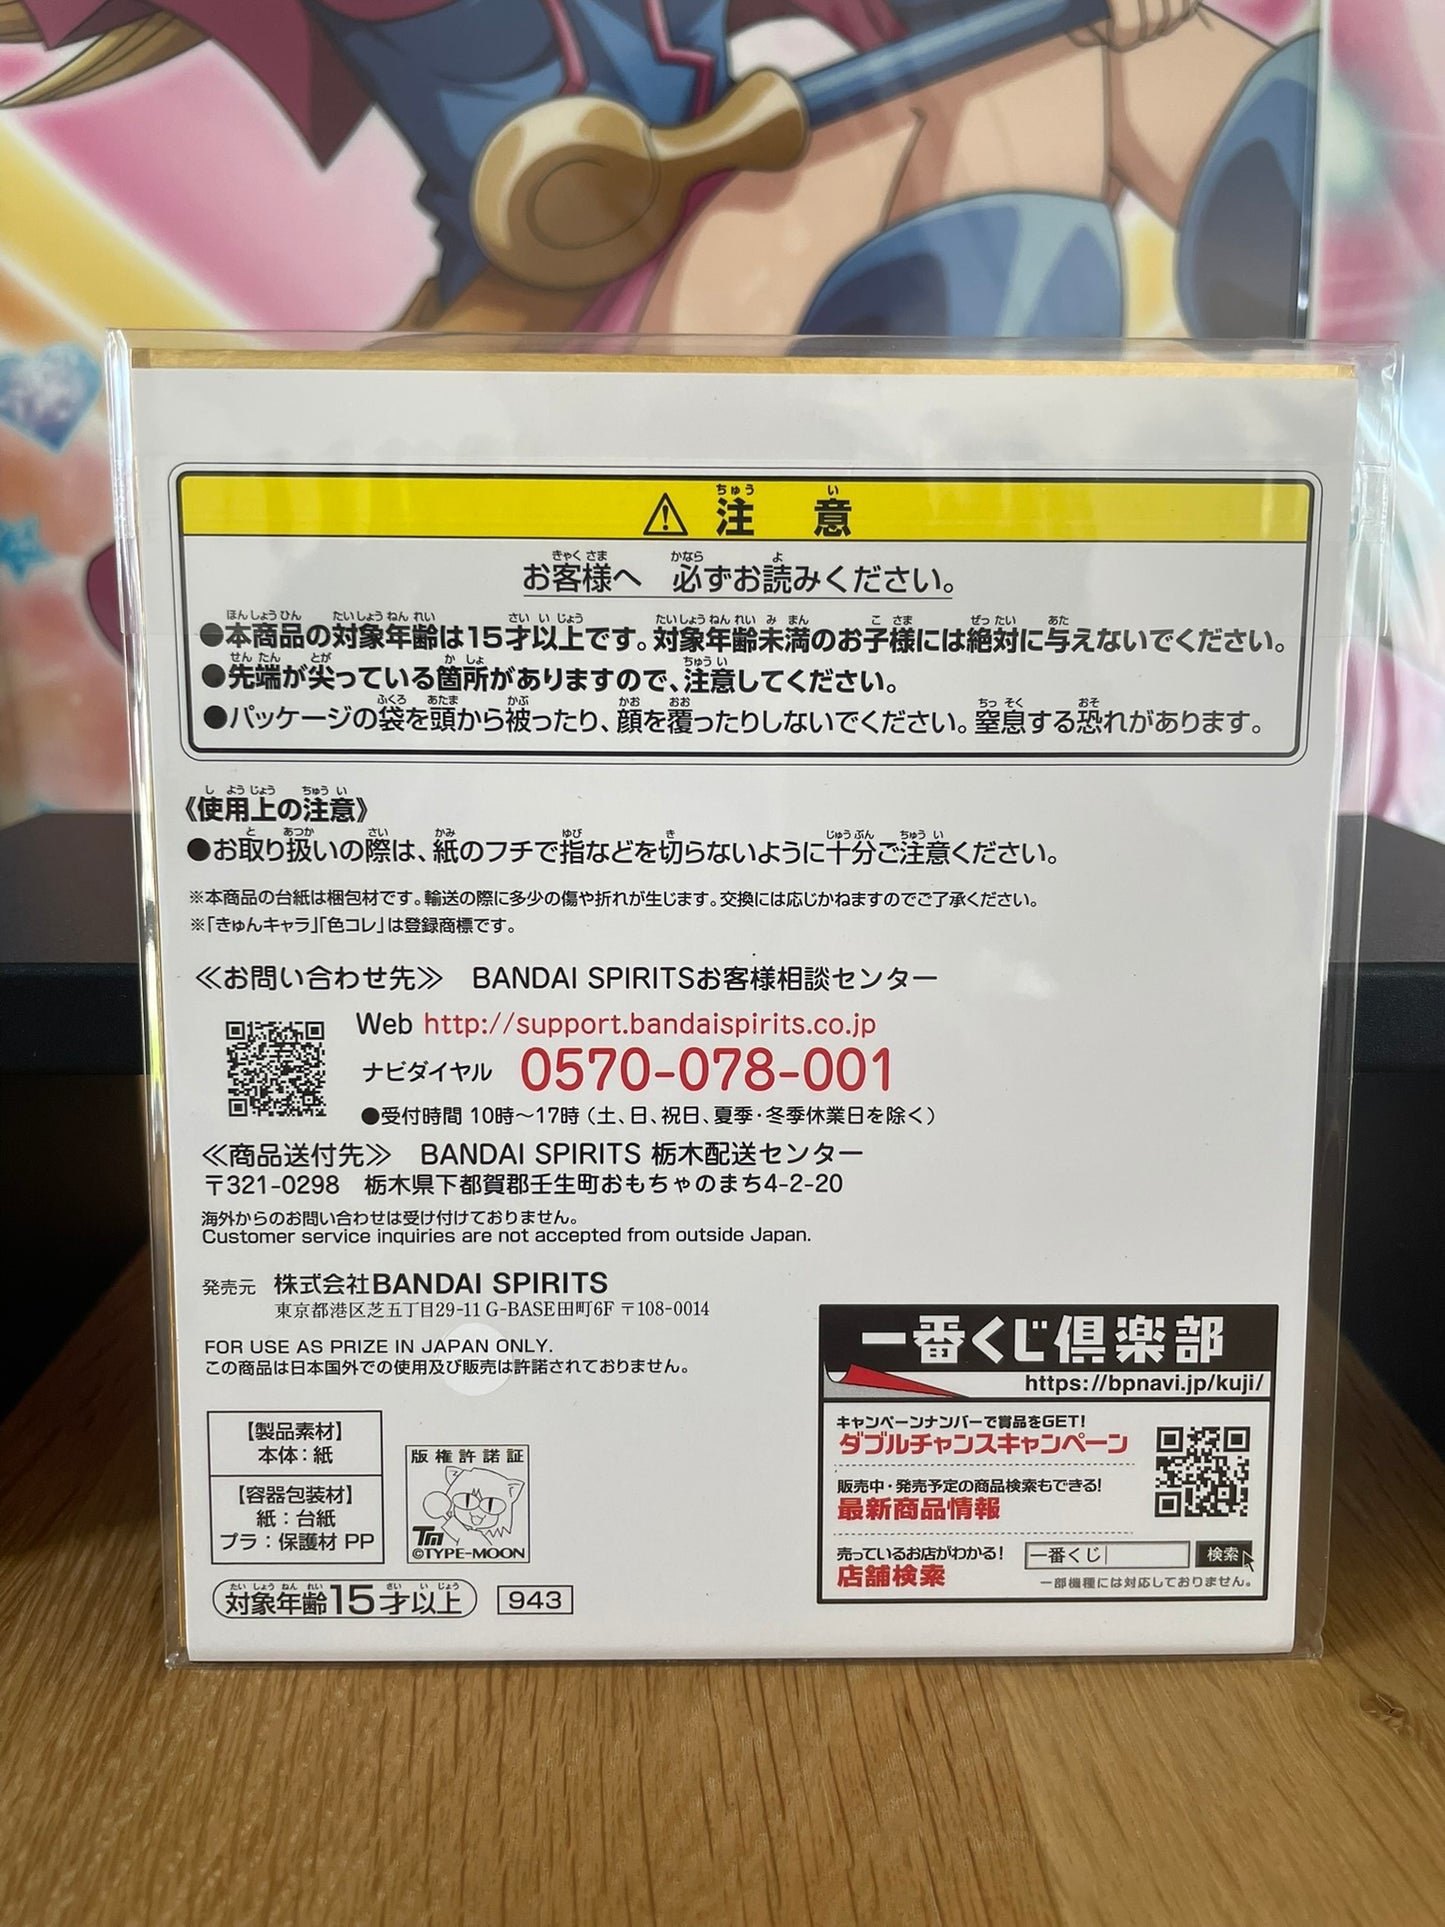 ⚠ 注意
お客様へ 必ずお読みください。
●本商品の対象年齢は15才以上です。対象年齢未満のお子様には絶対に与えないでください。
●先端が尖っている箇所がありますので、注意してください。
●パッケージの袋を頭から被ったり、顔を覆ったりしないでください。窒息する恐れがあります。
《使用上の注意》
●お取り扱いの際は、紙のフチで指などを切らないように十分ご注意ください。
※本商品の台紙は梱包材です。輸送の際に多少の傷や折れが生じます。交換には応じかねますのでご了承ください。
※「きゅんキャラ」「色コレ」は登録商標です。
≪お問い合わせ先≫ BANDAI SPIRITSお客様相談センター
Web http://support.bandaispirits.co.jp
ナビダイヤル 0570-078-001
●受付時間 10時〜17時（土、日、祝日、夏季・冬季休業日を除く）
≪商品送付先≫ BANDAI SPIRITS 栃木配送センター
〒321-0298 栃木県下都賀郡壬生町おもちゃのまち4-2-20
海外からのお問い合わせは受け付けておりません。
Customer service inquiries are not accepted from outside Japan.
発売元 株式会社BANDAI SPIRITS
東京都港区芝五丁目29-11 G-BASE田町6F 〒108-0014
FOR USE AS PRIZE IN JAPAN ONLY.
この商品は日本国外での使用及び販売は許諾されておりません。
【製品素材】
本体：紙
【容器包装材】
紙：台紙
プラ：保護材 PP
版権許諾証
TM
©TYPE-MOON
対象年齢15才以上
943
一番くじ倶楽部
https://bpnavi.jp/kuji/
キャンペーンナンバーで賞品をGET!
ダブルチャンスキャンペーン
販売中・発売予定の商品検索もできる!
最新商品情報
売っているお店がわかる!
店舗検索
一番くじ 検索
一部機種には対応しておりません。